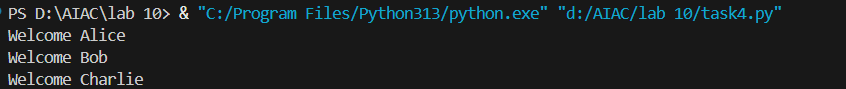 PS D:\AIAC\lab 10> & "C:/Program Files/Python313/python.exe" "d:/AIAC/lab 10/task4.py"
Welcome Alice
Welcome Bob
Welcome Charlie